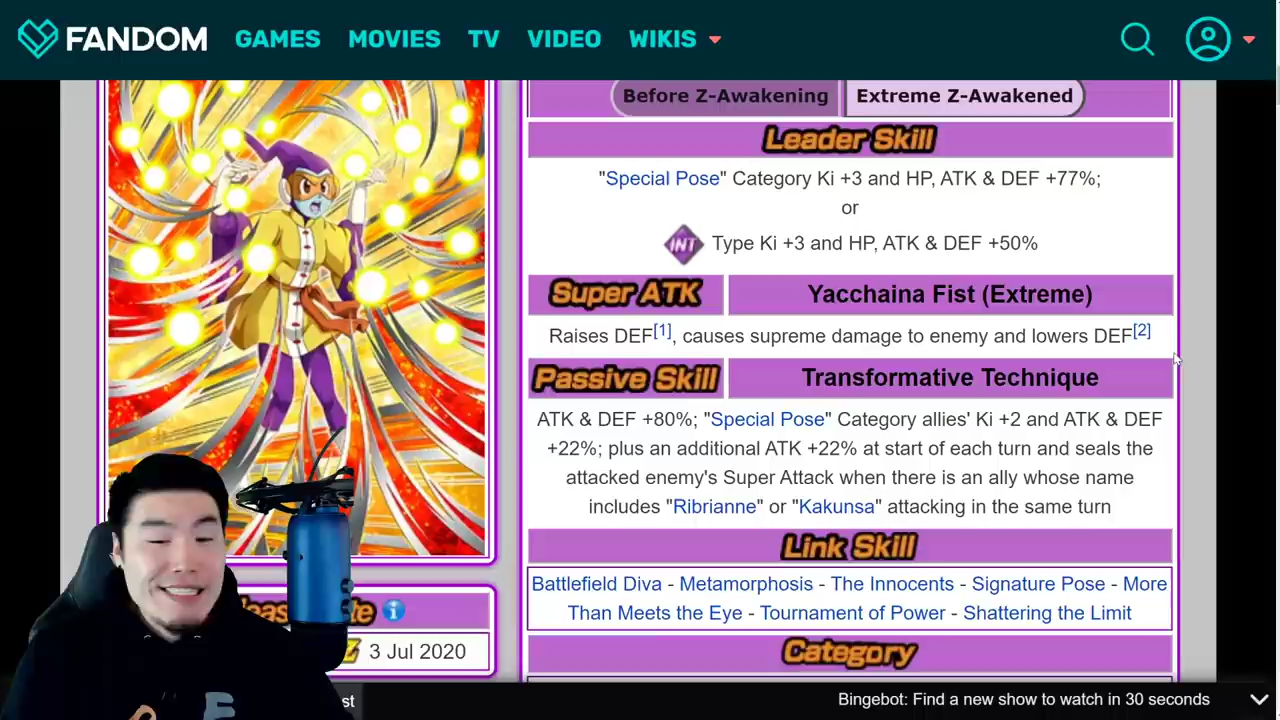 FANDOM GAMES MOVIES TV VIDEO WIKIS
Before Z-Awakening Extreme Z-Awakened
Leader Skill
"Special Pose" Category Ki +3 and HP, ATK & DEF +77%;
or
INT Type Ki +3 and HP, ATK & DEF +50%
Super ATK Yacchaina Fist (Extreme)
Raises DEF[1], causes supreme damage to enemy and lowers DEF[2]
Passive Skill Transformative Technique
ATK & DEF +80%; "Special Pose" Category allies' Ki +2 and ATK & DEF
+22%; plus an additional ATK +22% at start of each turn and seals the
attacked enemy's Super Attack when there is an ally whose name
includes "Ribrianne" or "Kakunsa" attacking in the same turn
Link Skill
Battlefield Diva - Metamorphosis - The Innocents - Signature Pose - More
Than Meets the Eye - Tournament of Power - Shattering the Limit
Category
3 Jul 2020
Bingebot: Find a new show to watch in 30 seconds